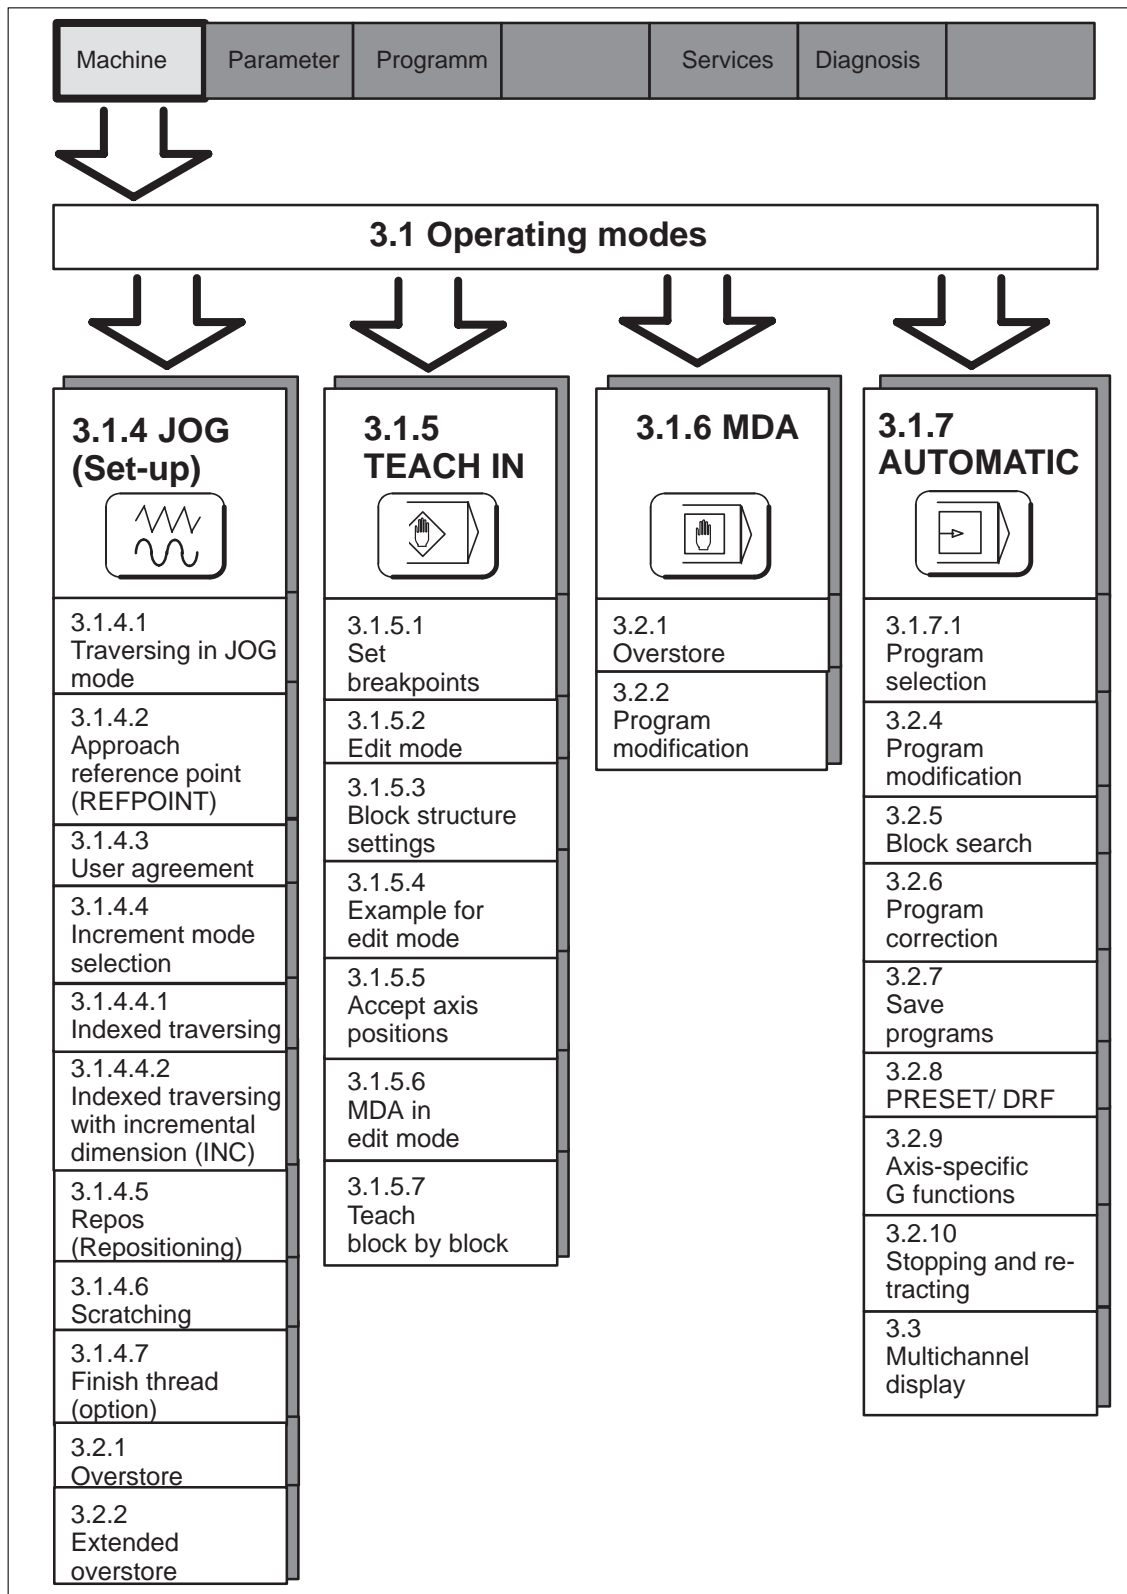 Machine
Parameter
Programm
Services
Diagnosis
3.1 Operating modes
3.1.4 JOG
(Set-up)
3.1.4.1
Traversing in JOG
mode
3.1.4.2
Approach
reference point
(REFPOINT)
3.1.4.3
User agreement
3.1.4.4
Increment mode
selection
3.1.4.4.1
Indexed traversing
3.1.4.4.2
Indexed traversing
with incremental
dimension (INC)
3.1.4.5
Repos
(Repositioning)
3.1.4.6
Scratching
3.1.4.7
Finish thread
(option)
3.2.1
Overstore
3.2.2
Extended
overstore
3.1.5
TEACH IN
3.1.5.1
Set
breakpoints
3.1.5.2
Edit mode
3.1.5.3
Block structure
settings
3.1.5.4
Example for
edit mode
3.1.5.5
Accept axis
positions
3.1.5.6
MDA in
edit mode
3.1.5.7
Teach
block by block
3.1.6 MDA
3.2.1
Overstore
3.2.2
Program
modification
3.1.7
AUTOMATIC
3.1.7.1
Program
selection
3.2.4
Program
modification
3.2.5
Block search
3.2.6
Program
correction
3.2.7
Save
programs
3.2.8
PRESET/ DRF
3.2.9
Axis-specific
G functions
3.2.10
Stopping and re-
tracting
3.3
Multichannel
display